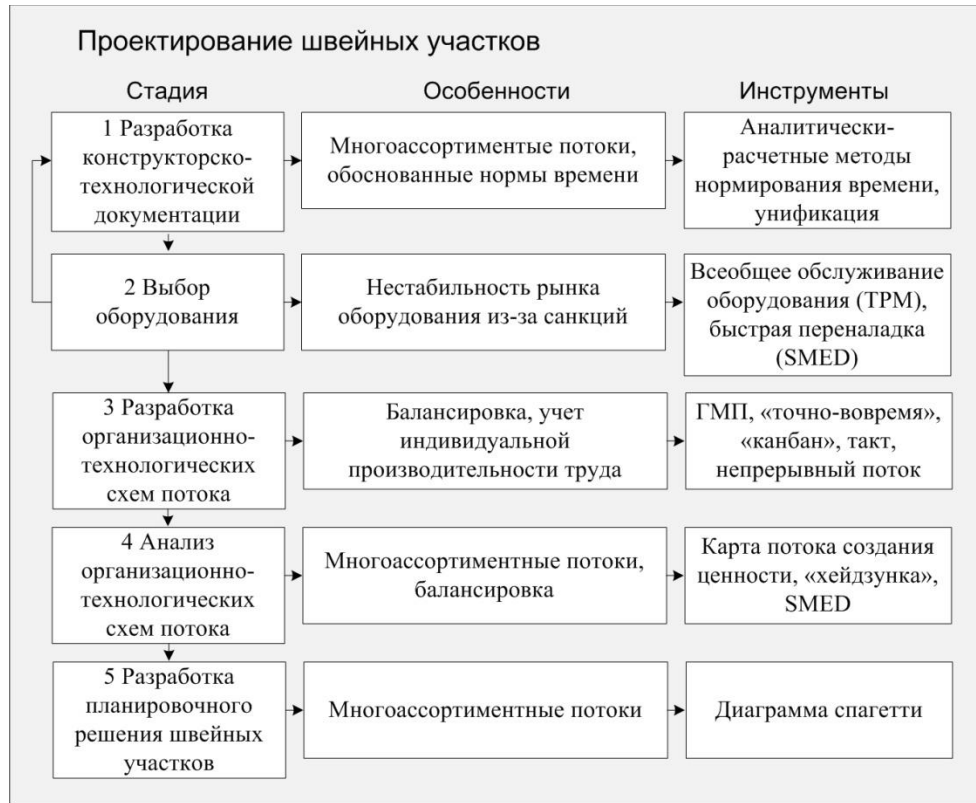 Проектирование швейных участков
Стадия
Особенности
Инструменты
1 Разработка
конструкторско-
технологической
документации
Многоассортиментые потоки,
обоснованные нормы времени
Аналитически-
расчетные методы
нормирования времени,
унификация
2 Выбор
оборудования
Нестабильность рынка
оборудования из-за санкций
Всеобщее обслуживание
оборудования (TPM),
быстрая переналадка
(SMED)
3 Разработка
организационно-
технологических
схем потока
Балансировка, учет
индивидуальной
производительности труда
ГМП, «точно-вовремя»,
«канбан», такт,
непрерывный поток
4 Анализ
организационно-
технологических
схем потока
Многоассортиментные потоки,
балансировка
Карта потока создания
ценности, «хейдзунка»,
SMED
5 Разработка
планировочного
решения швейных
участков
Многоассортиментные потоки
Диаграмма спагетти